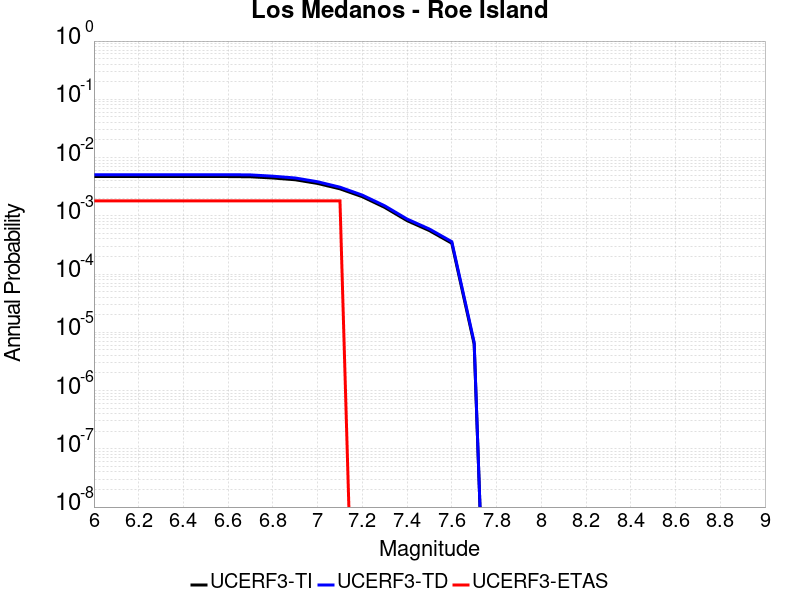 Los Medanos - Roe Island
10^0
10^-1
10^-2
10^-3
10^-4
10^-5
10^-6
10^-7
10^-8
Annual Probability
6 6.2 6.4 6.6 6.8 7 7.2 7.4 7.6 7.8 8 8.2 8.4 8.6 8.8 9
Magnitude
UCERF3-TI UCERF3-TD UCERF3-ETAS